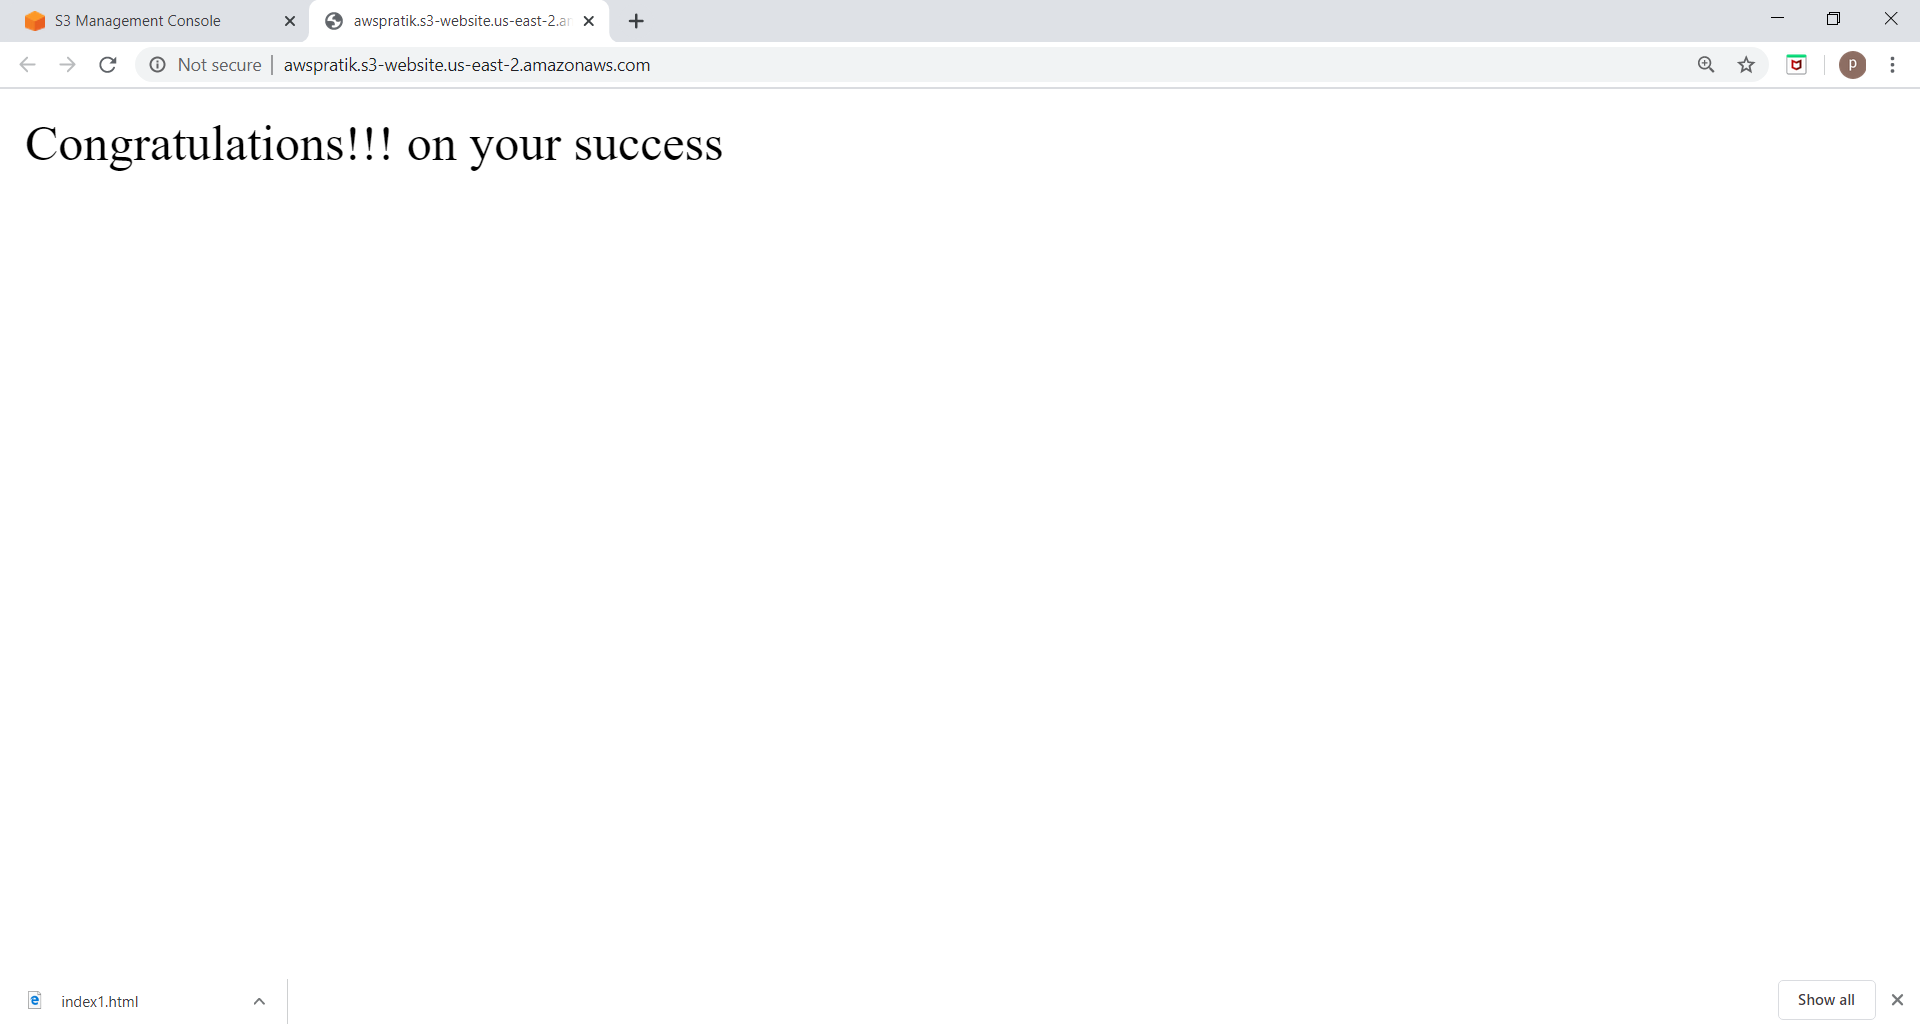 S3 Management Console
awspratik.s3-website.us-east-2.a
Not secure | awspratik.s3-website.us-east-2.amazonaws.com
P
Congratulations!!! on your success
index1.html
Show all